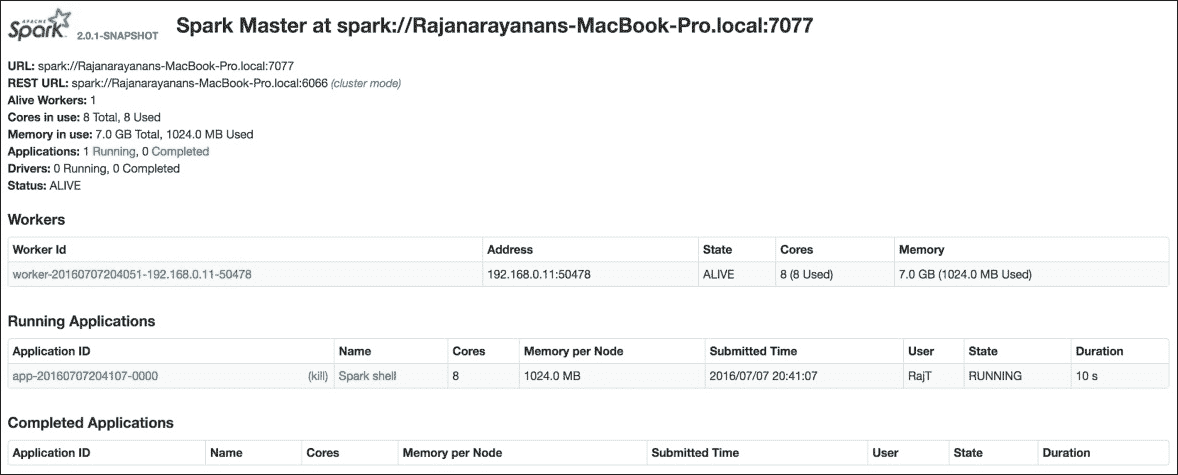 APACHE
Spark 2.0.1-SNAPSHOT Spark Master at spark://Rajanarayanans-MacBook-Pro.local:7077
URL: spark://Rajanarayanans-MacBook-Pro.local:7077
REST URL: spark://Rajanarayanans-MacBook-Pro.local:6066 (cluster mode)
Alive Workers: 1
Cores in use: 8 Total, 8 Used
Memory in use: 7.0 GB Total, 1024.0 MB Used
Applications: 1 Running, 0 Completed
Drivers: 0 Running, 0 Completed
Status: ALIVE
Workers
Worker Id Address State Cores Memory
worker-20160707204051-192.168.0.11-50478 192.168.0.11:50478 ALIVE 8 (8 Used) 7.0 GB (1024.0 MB Used)
Running Applications
Application ID Name Cores Memory per Node Submitted Time User State Duration
app-20160707204107-0000 (kill) Spark shell 8 1024.0 MB 2016/07/07 20:41:07 RajT RUNNING 10 s
Completed Applications
Application ID Name Cores Memory per Node Submitted Time User State Duration